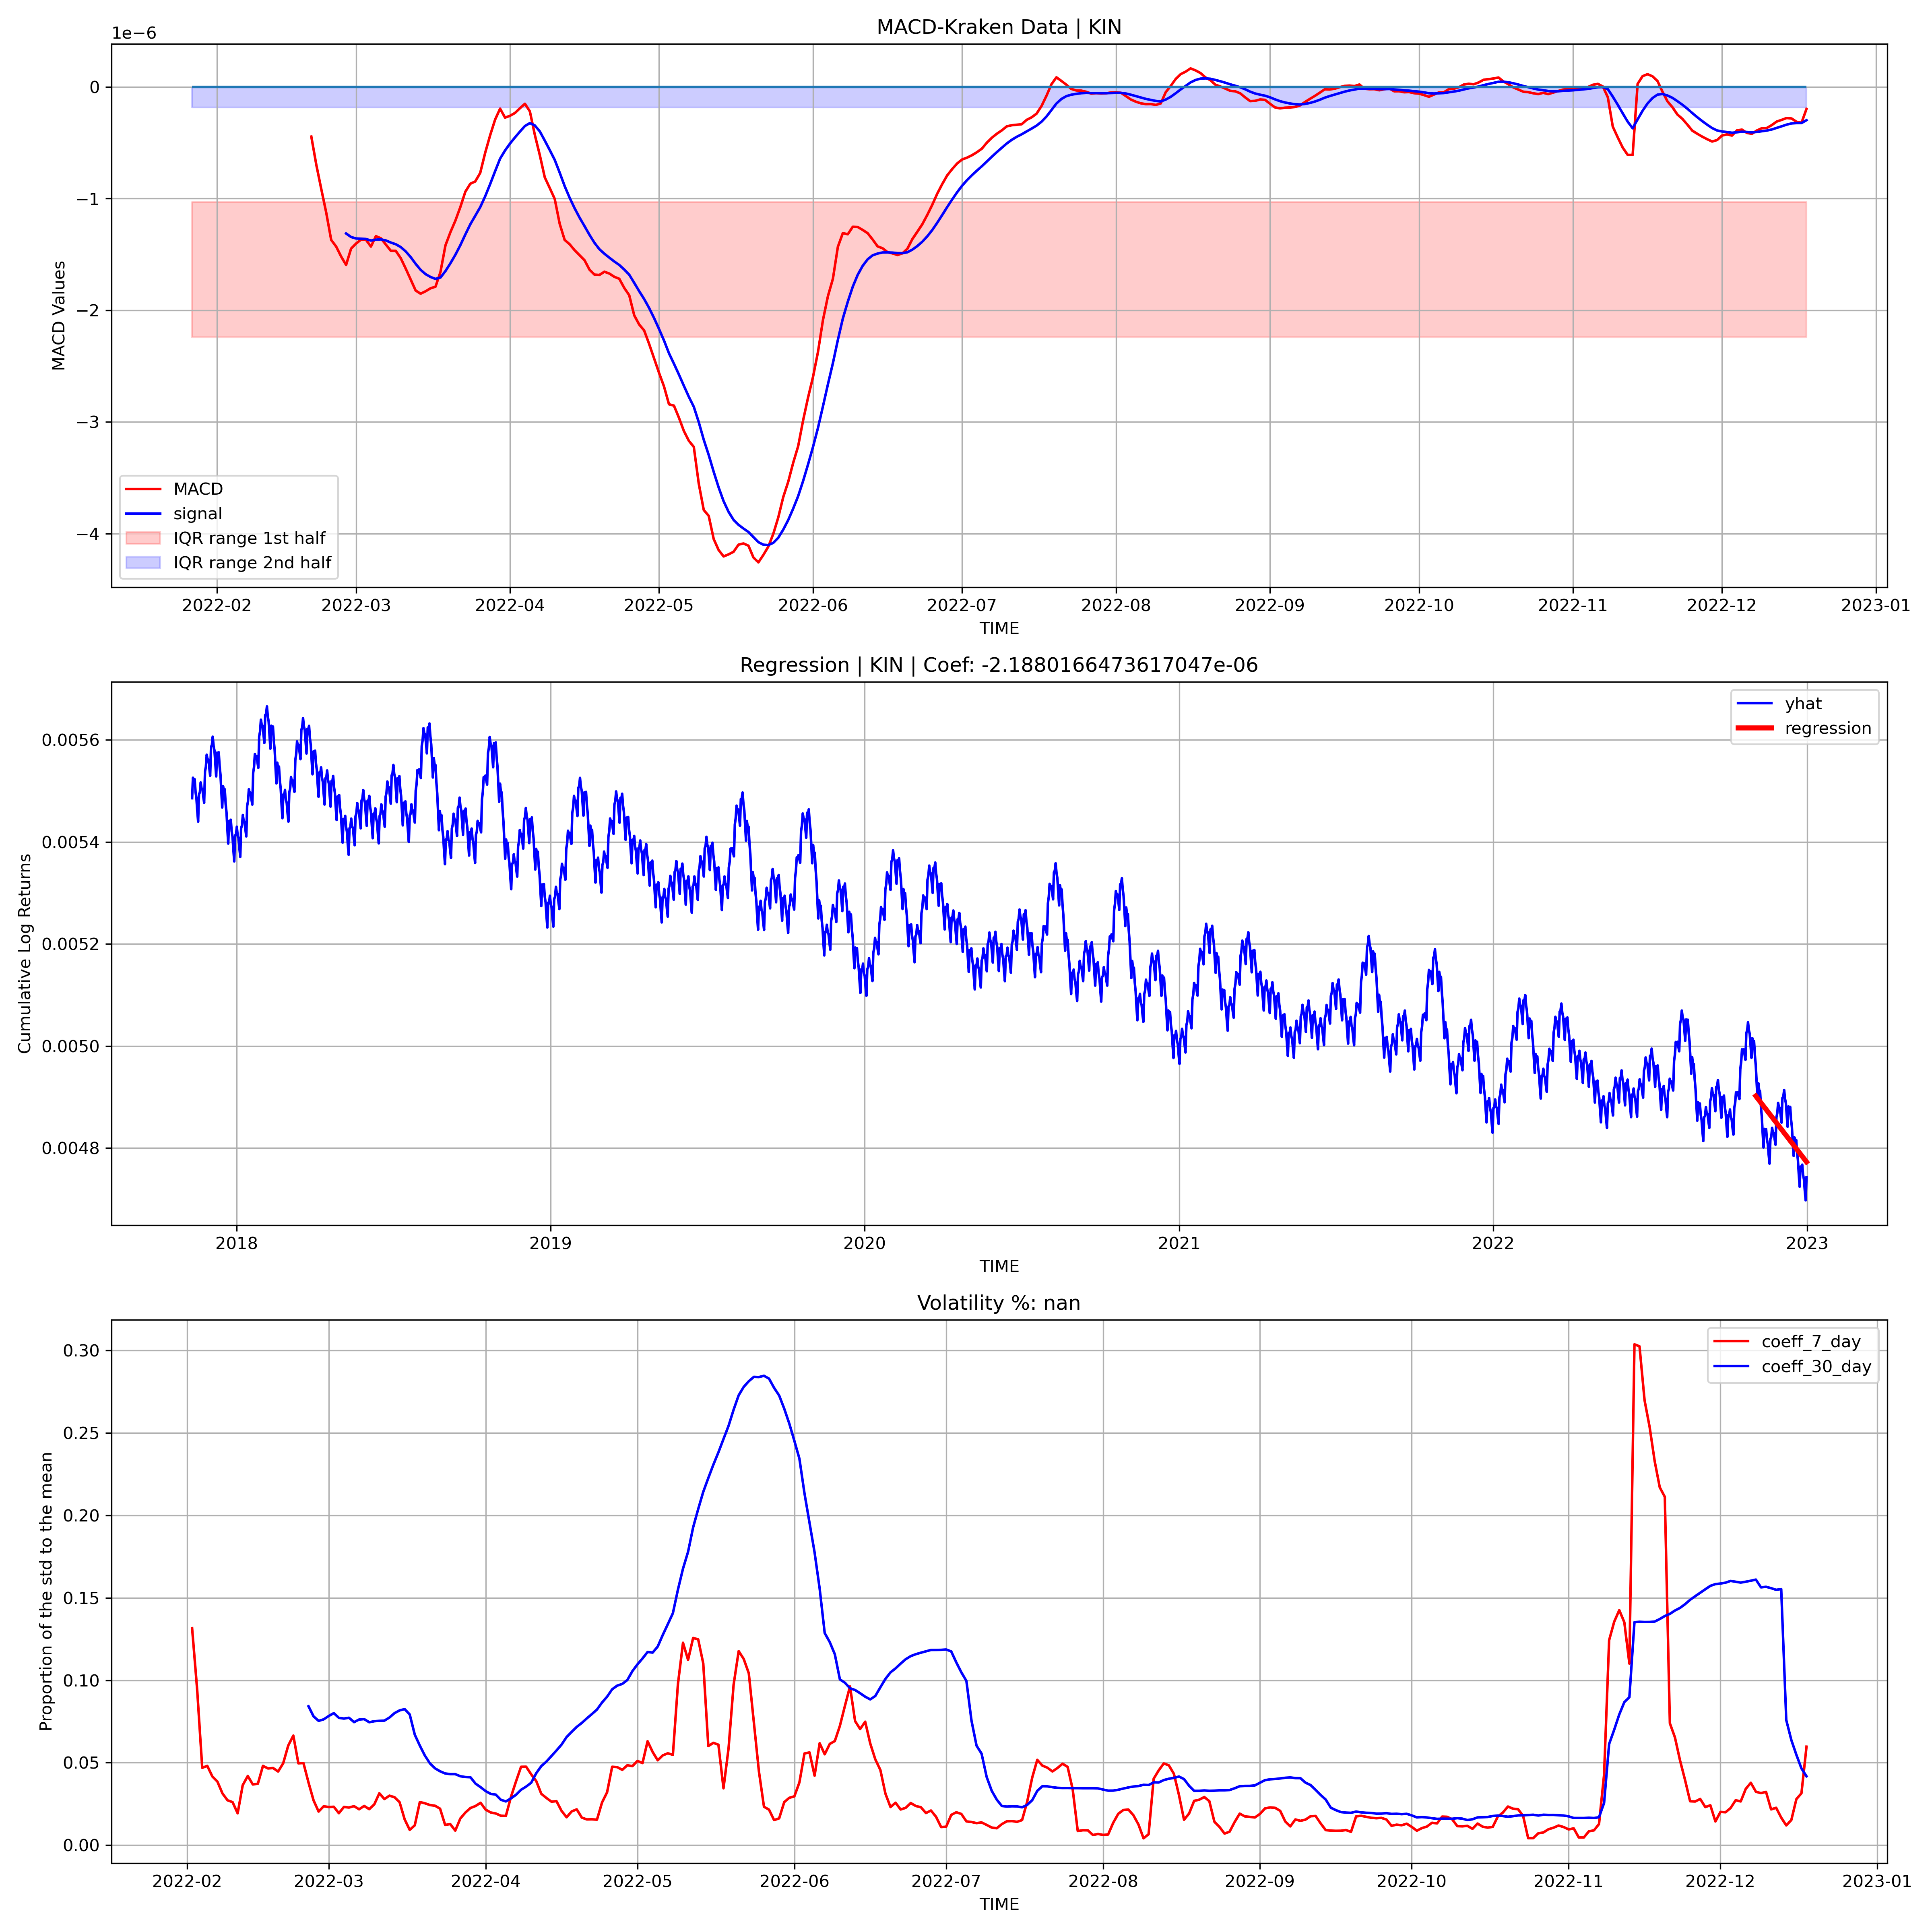 MACD-Kraken Data | KIN
1e−6
0
−1
−2
−3
−4
MACD Values
MACD
signal
IQR range 1st half
IQR range 2nd half
2022-02 2022-03 2022-04 2022-05 2022-06 2022-07 2022-08 2022-09 2022-10 2022-11 2022-12 2023-01
TIME
Regression | KIN | Coef: -2.1880166473617047e-06
yhat
regression
0.0056
0.0054
0.0052
0.0050
0.0048
Cumulative Log Returns
2018 2019 2020 2021 2022 2023
TIME
Volatility %: nan
coeff_7_day
coeff_30_day
0.30
0.25
0.20
0.15
0.10
0.05
0.00
Proportion of the std to the mean
2022-02 2022-03 2022-04 2022-05 2022-06 2022-07 2022-08 2022-09 2022-10 2022-11 2022-12 2023-01
TIME